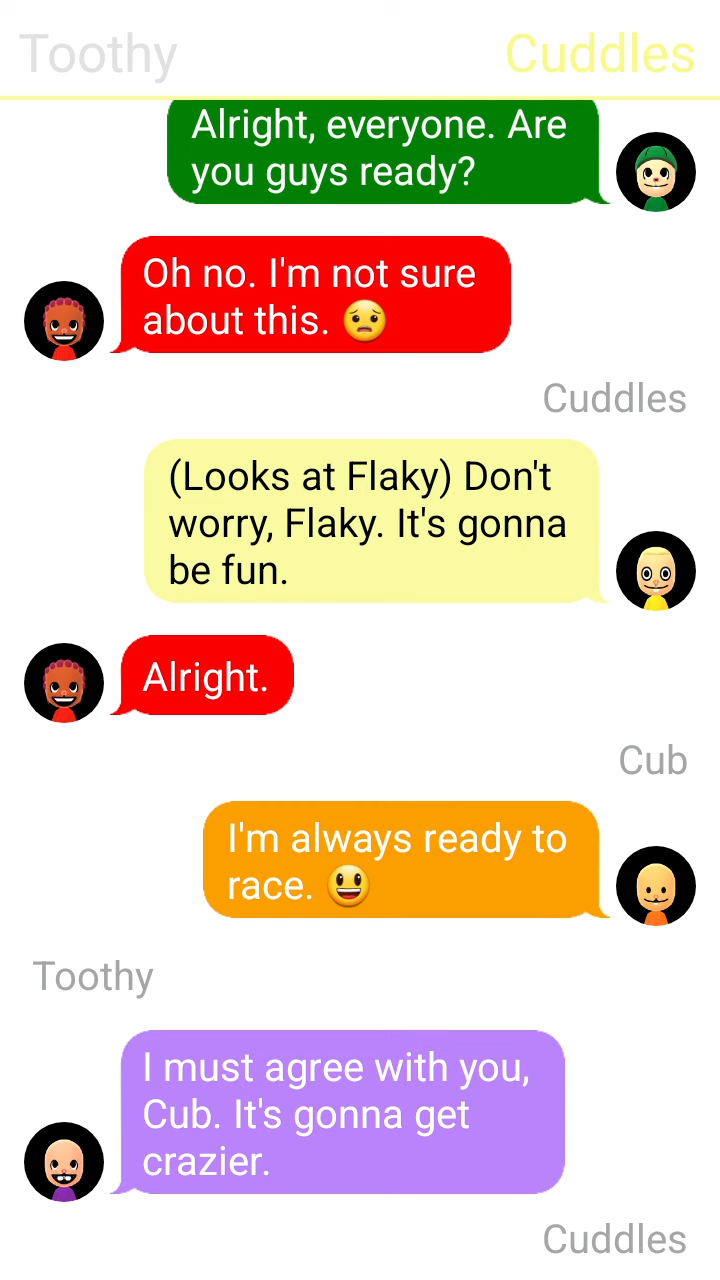 Toothy Cuddles
Alright, everyone. Are
you guys ready?
Oh no. I'm not sure
about this. 😟
Cuddles
(Looks at Flaky) Don't
worry, Flaky. It's gonna
be fun.
Alright.
Cub
I'm always ready to
race. 😃
Toothy
I must agree with you,
Cub. It's gonna get
crazier.
Cuddles